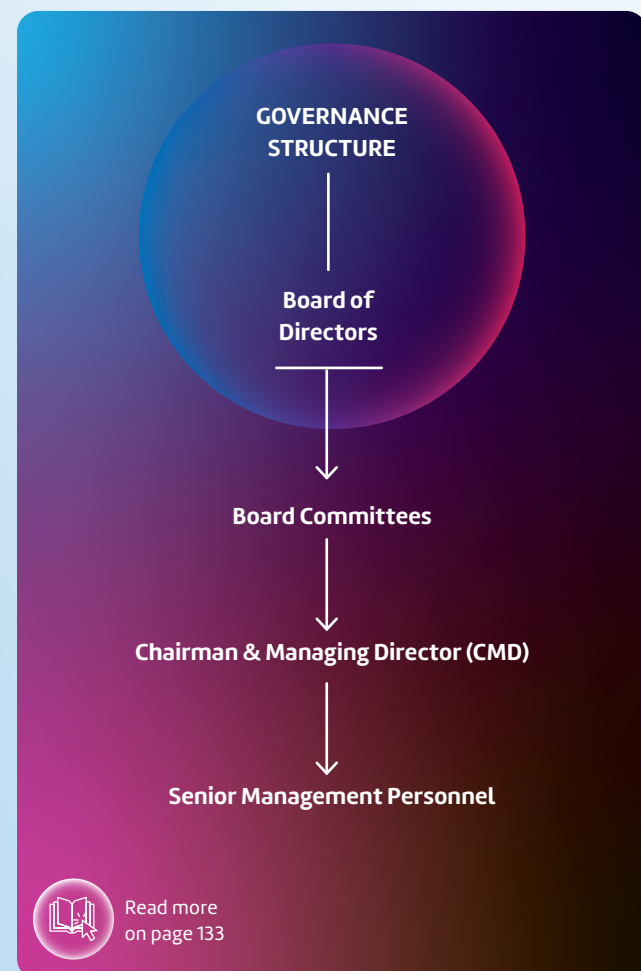 GOVERNANCE
STRUCTURE
Board of
Directors
Board Committees
Chairman & Managing Director (CMD)
Senior Management Personnel
Read more
on page 133